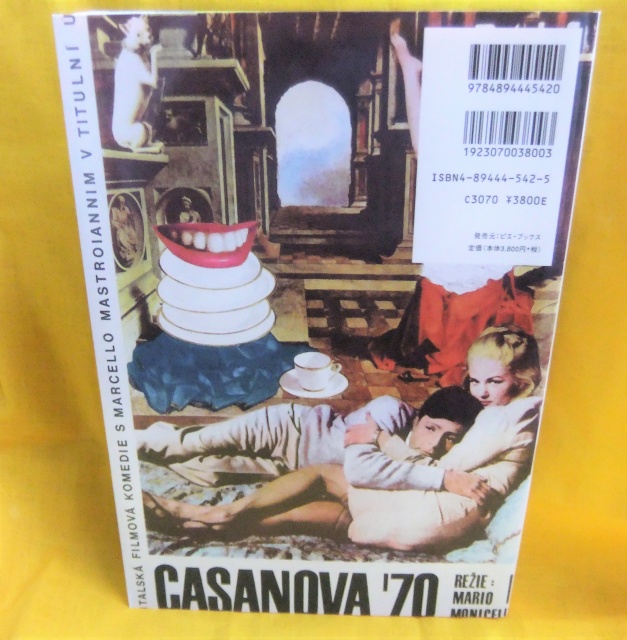 ITALSKÁ FILMOVÁ KOMEDIE S MARCELLO MASTROIANNIM V TITULNÍ
9784894445420
1923070038003
ISBN4-89444-542-5
C3070 ¥3800E
発売元:ピエ・ブックス
定価(本体3,800円+税)
CASANOVA '70
REŽIE:
MARIO
MONICEL